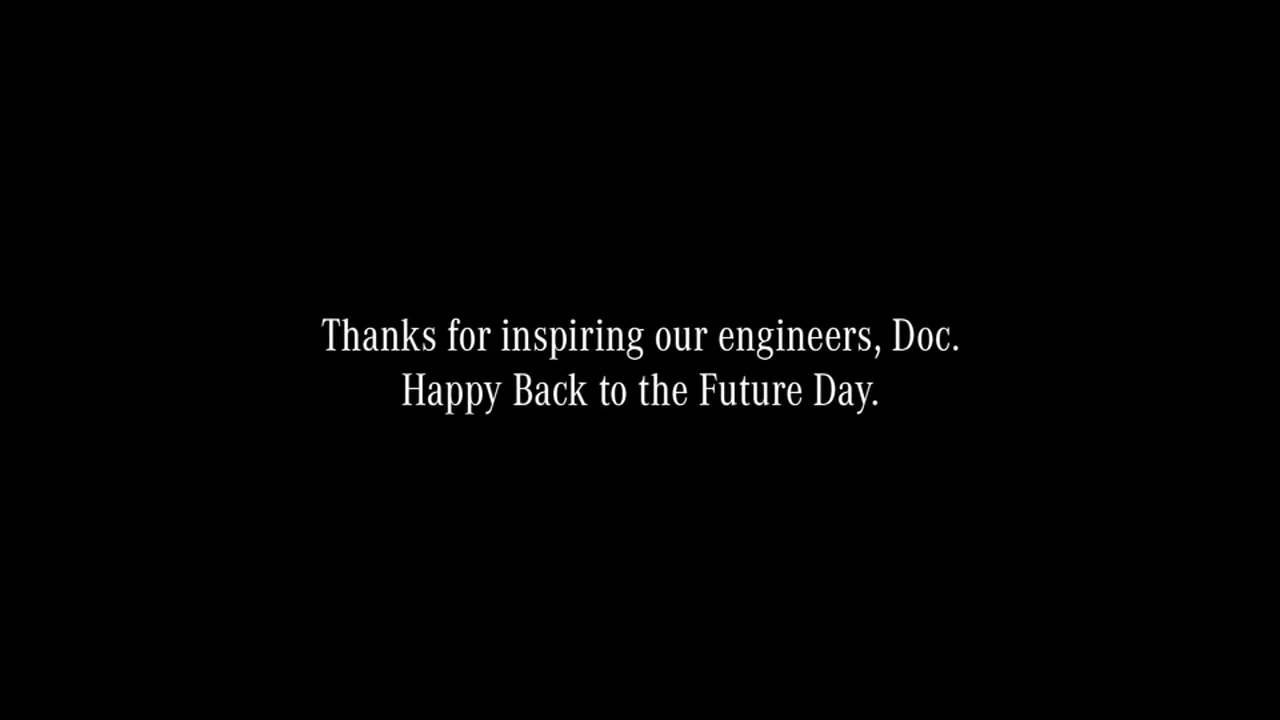 Thanks for inspiring our engineers, Doc.
Happy Back to the Future Day.